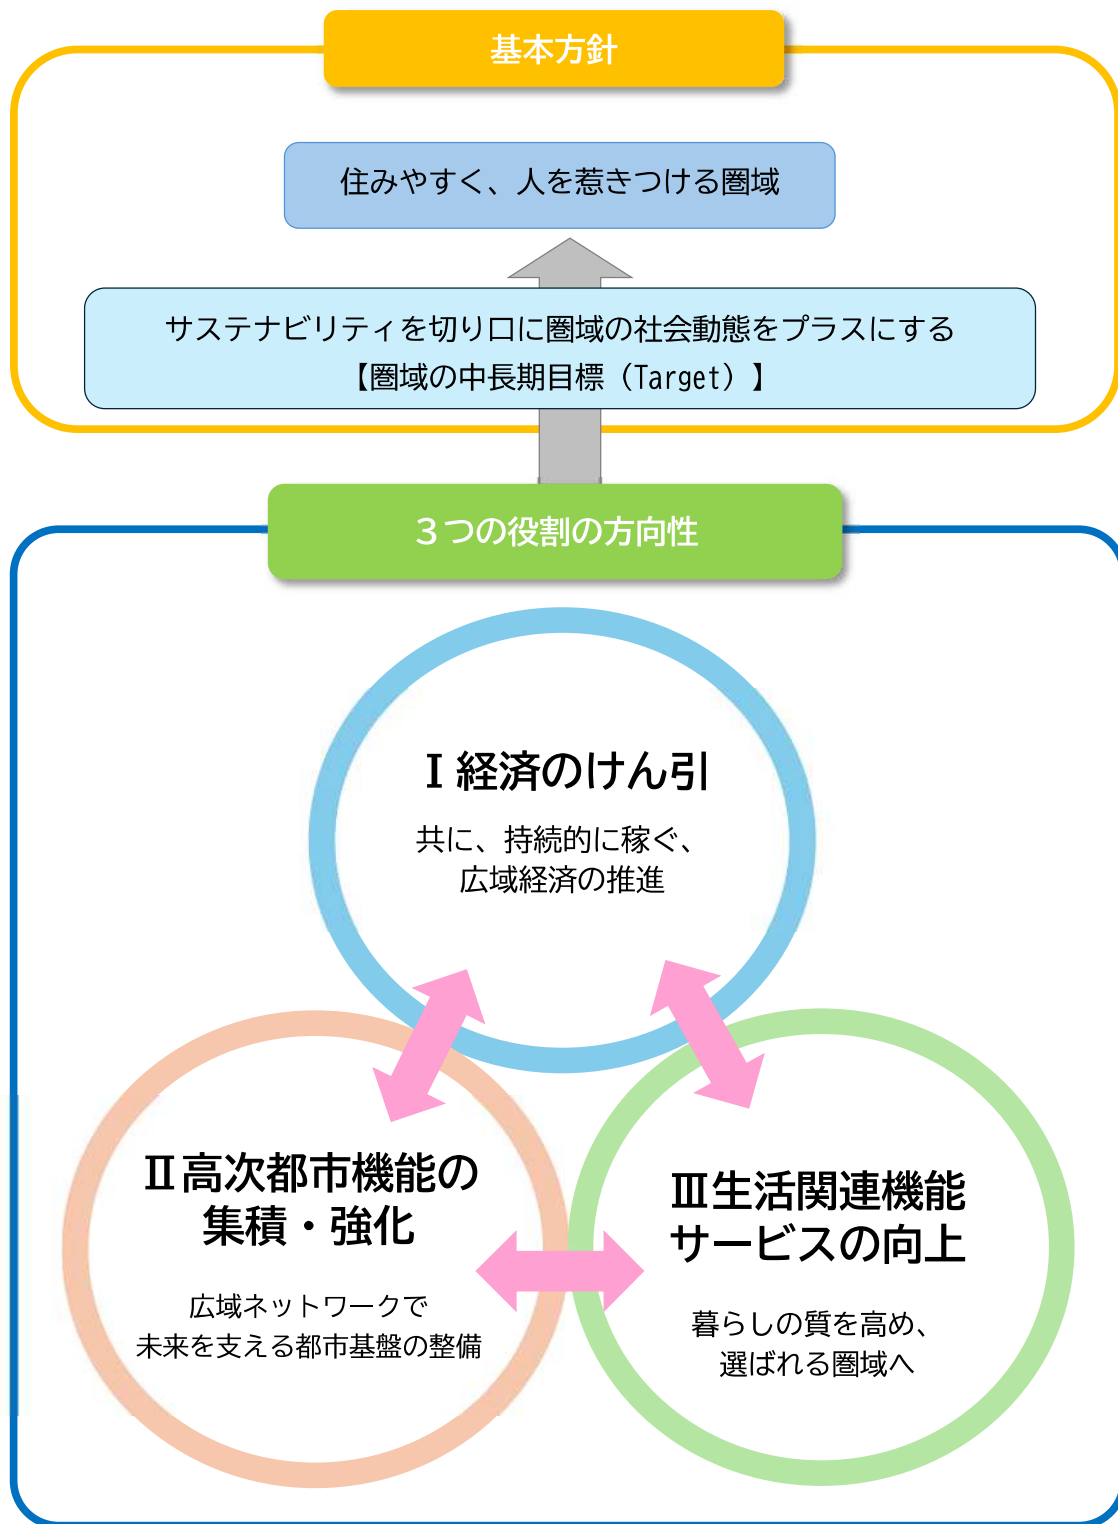 基本方針
住みやすく、人を惹きつける圏域
サステナビリティを切り口に圏域の社会動態をプラスにする
【圏域の中長期目標（Target）】
３つの役割の方向性
Ⅰ 経済のけん引
共に、持続的に稼ぐ、
広域経済の推進
Ⅱ高次都市機能の
集積・強化
広域ネットワークで
未来を支える都市基盤の整備
Ⅲ生活関連機能
サービスの向上
暮らしの質を高め、
選ばれる圏域へ